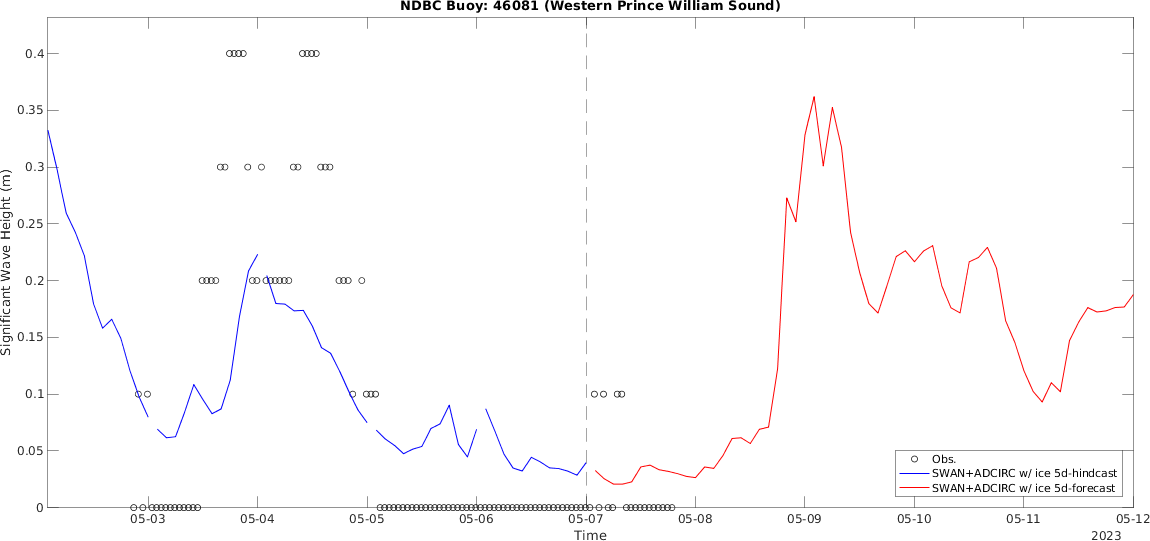 NDBC Buoy: 46081 (Western Prince William Sound)
Significant Wave Height (m)
0.4
0.35
0.3
0.25
0.2
0.15
0.1
0.05
0
05-03 05-04 05-05 05-06 05-07 05-08 05-09 05-10 05-11 05-12
Time
2023
Obs.
SWAN+ADCIRC w/ ice 5d-hindcast
SWAN+ADCIRC w/ ice 5d-forecast